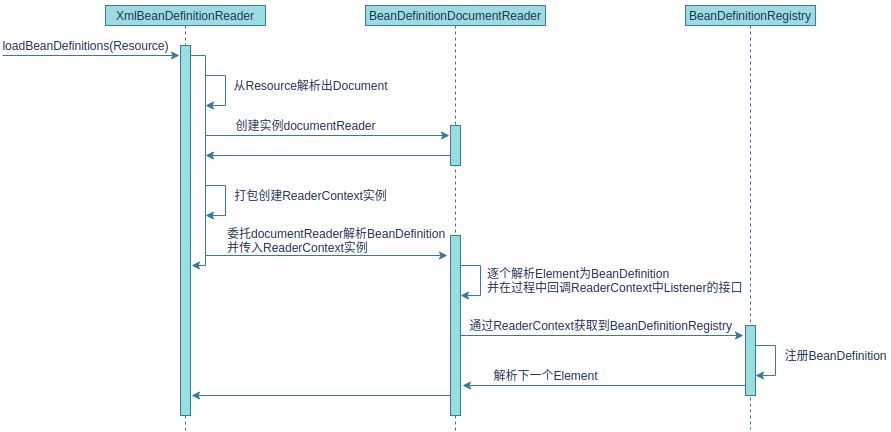 XmlBeanDefinitionReader
BeanDefinitionDocumentReader
BeanDefinitionRegistry
loadBeanDefinitions(Resource)
从Resource解析出Document
创建实例documentReader
打包创建ReaderContext实例
委托documentReader解析BeanDefinition
并传入ReaderContext实例
逐个解析Element为BeanDefinition
并在过程中回调ReaderContext中Listener的接口
通过ReaderContext获取到BeanDefinitionRegistry
注册BeanDefinition
解析下一个Element